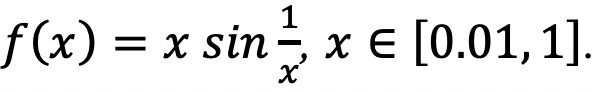 f(x) = x sin 1/x, x ∈ [0.01, 1].